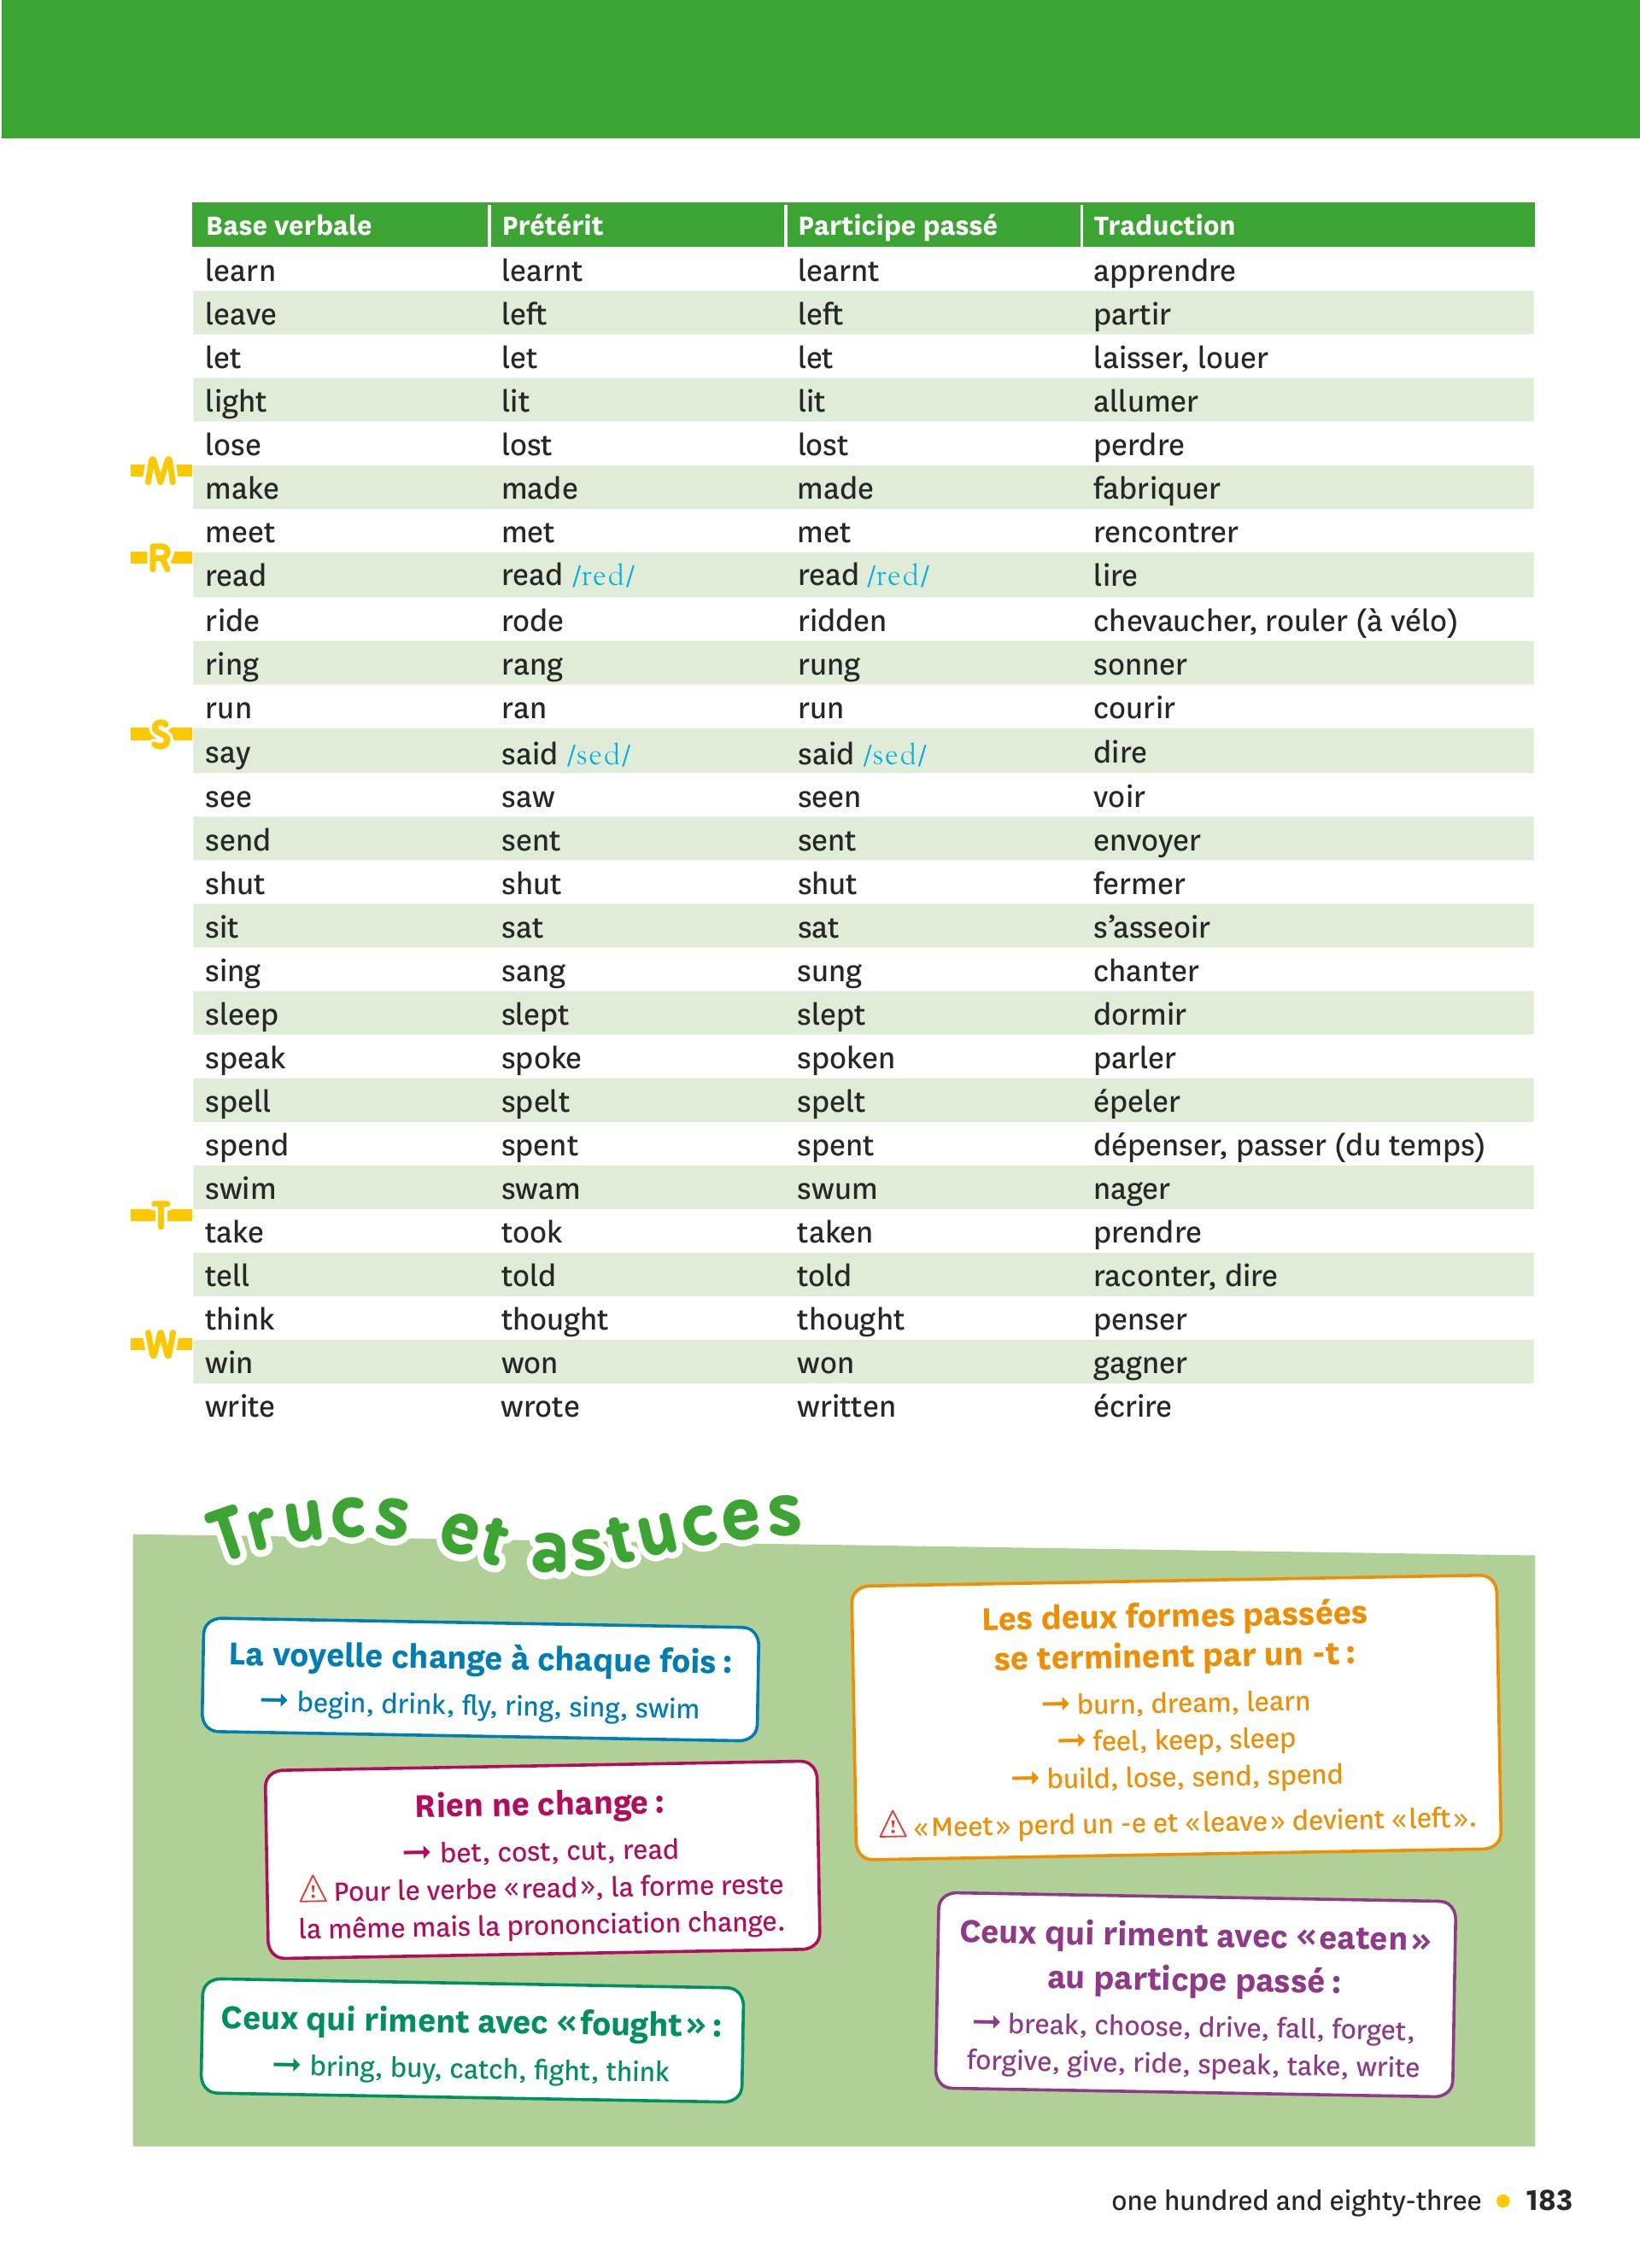 Base verbale Prétérit Participe passé Traduction
learn learnt learnt apprendre
leave left left partir
let let let laisser, louer
light lit lit allumer
lose lost lost perdre
M
make made made fabriquer
meet met met rencontrer
R
read read /red/ read /red/ lire
ride rode ridden chevaucher, rouler (à vélo)
ring rang rung sonner
run ran run courir
S
say said /sed/ said /sed/ dire
see saw seen voir
send sent sent envoyer
shut shut shut fermer
sit sat sat s’asseoir
sing sang sung chanter
sleep slept slept dormir
speak spoke spoken parler
spell spelt spelt épeler
spend spent spent dépenser, passer (du temps)
swim swam swum nager
T
take took taken prendre
tell told told raconter, dire
think thought thought penser
W
win won won gagner
write wrote written écrire
Trucs et astuces
La voyelle change à chaque fois :
→ begin, drink, fly, ring, sing, swim
Rien ne change :
→ bet, cost, cut, read
⚠ Pour le verbe « read », la forme reste
la même mais la prononciation change.
Ceux qui riment avec « fought » :
→ bring, buy, catch, fight, think
Les deux formes passées
se terminent par un -t :
→ burn, dream, learn
→ feel, keep, sleep
→ build, lose, send, spend
⚠ « Meet » perd un -e et « leave » devient « left ».
Ceux qui riment avec « eaten »
au particpe passé :
→ break, choose, drive, fall, forget,
forgive, give, ride, speak, take, write
one hundred and eighty-three • 183